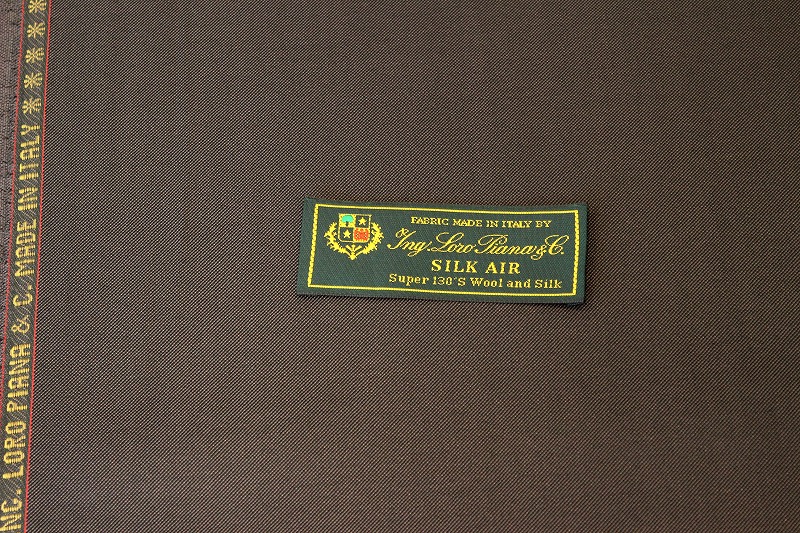 FABRIC MADE IN ITALY BY
Ing. Loro Piana & C.
SILK AIR
Super 130'S Wool and Silk
NG. LORO PIANA & C. MADE IN ITALY ✻ ✻ ✻ ✻